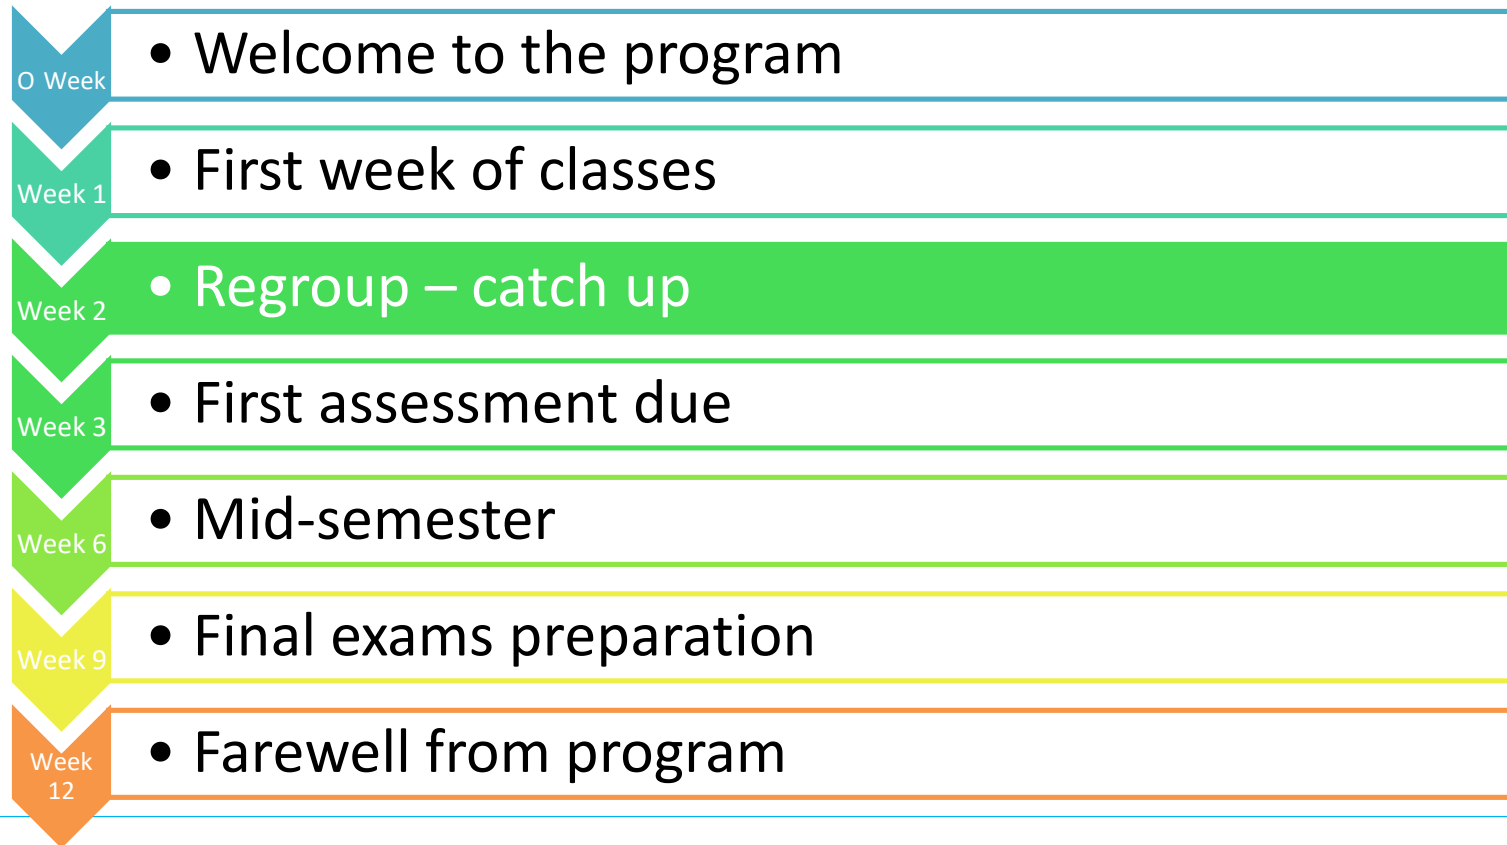 O Week
• Welcome to the program
Week 1
• First week of classes
Week 2
• Regroup – catch up
Week 3
• First assessment due
Week 6
• Mid-semester
Week 9
• Final exams preparation
Week
12
• Farewell from program